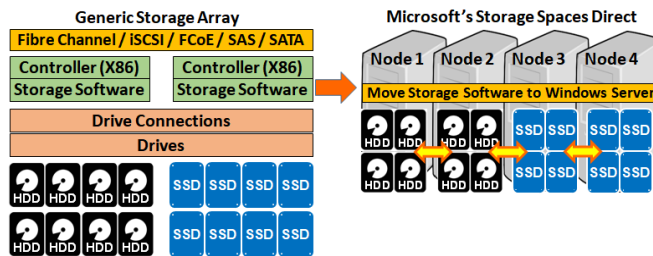 Generic Storage Array
Fibre Channel / iSCSI / FCoE / SAS / SATA
Controller (X86)
Storage Software
Controller (X86)
Storage Software
Drive Connections
Drives
HDD HDD HDD HDD
SSD SSD SSD SSD
HDD HDD HDD HDD
SSD SSD SSD SSD
Microsoft's Storage Spaces Direct
Node 1 Node 2 Node 3 Node 4
Move Storage Software to Windows Server
HDD HDD HDD HDD SSD SSD SSD SSD
HDD HDD HDD HDD SSD SSD SSD SSD